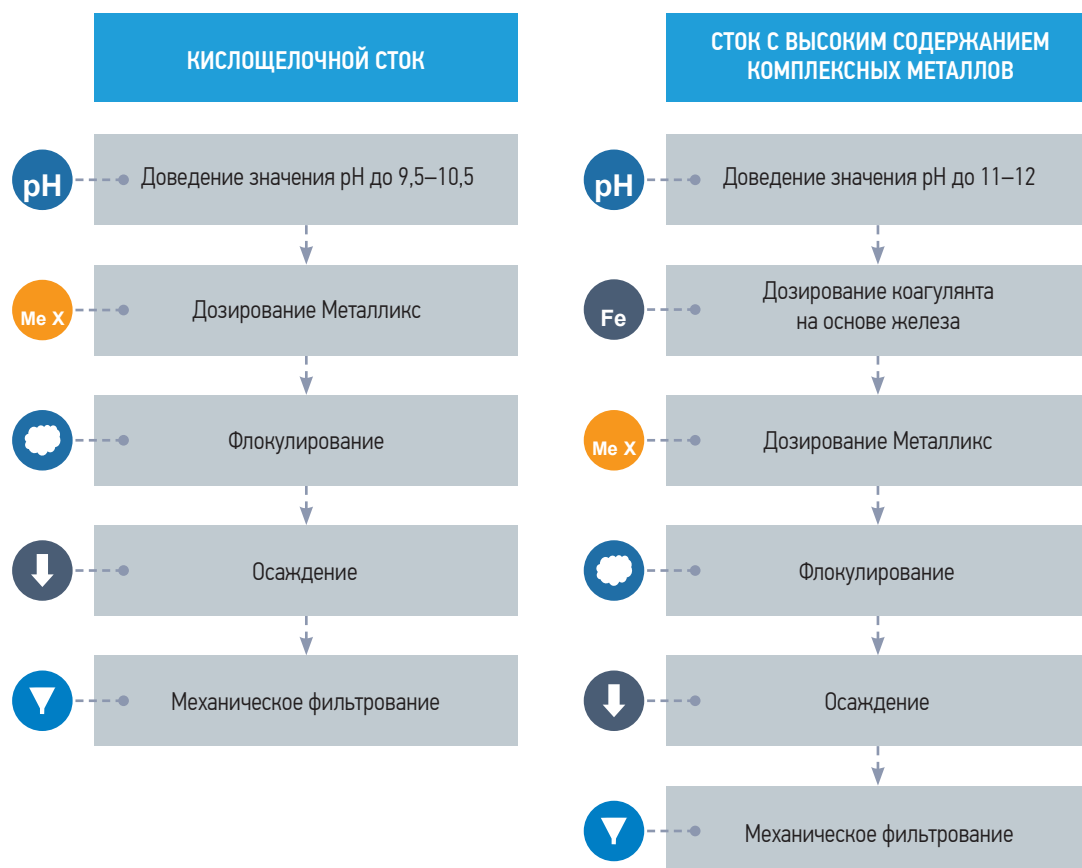 КИСЛОЩЕЛОЧНОЙ СТОК
pH
Доведение значения pH до 9,5–10,5
Me X
Дозирование Металликс
Флокулирование
Осаждение
Механическое фильтрование
СТОК С ВЫСОКИМ СОДЕРЖАНИЕМ
КОМПЛЕКСНЫХ МЕТАЛЛОВ
pH
Доведение значения pH до 11–12
Fe
Дозирование коагулянта
на основе железа
Me X
Дозирование Металликс
Флокулирование
Осаждение
Механическое фильтрование